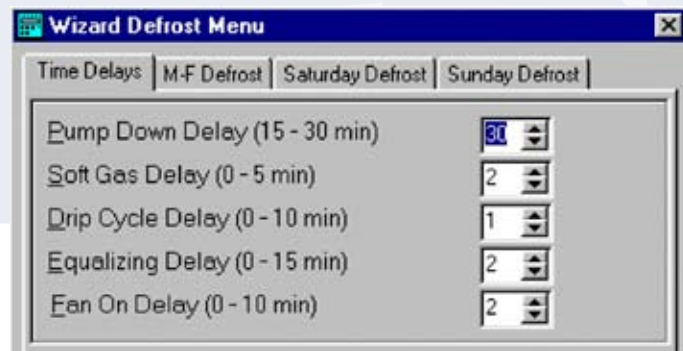 Wizard Defrost Menu
Time Delays M-F Defrost Saturday Defrost Sunday Defrost
Pump Down Delay (15 - 30 min) 30
Soft Gas Delay (0 - 5 min) 2
Drip Cycle Delay (0 - 10 min) 1
Equalizing Delay (0 - 15 min) 2
Fan On Delay (0 - 10 min) 2